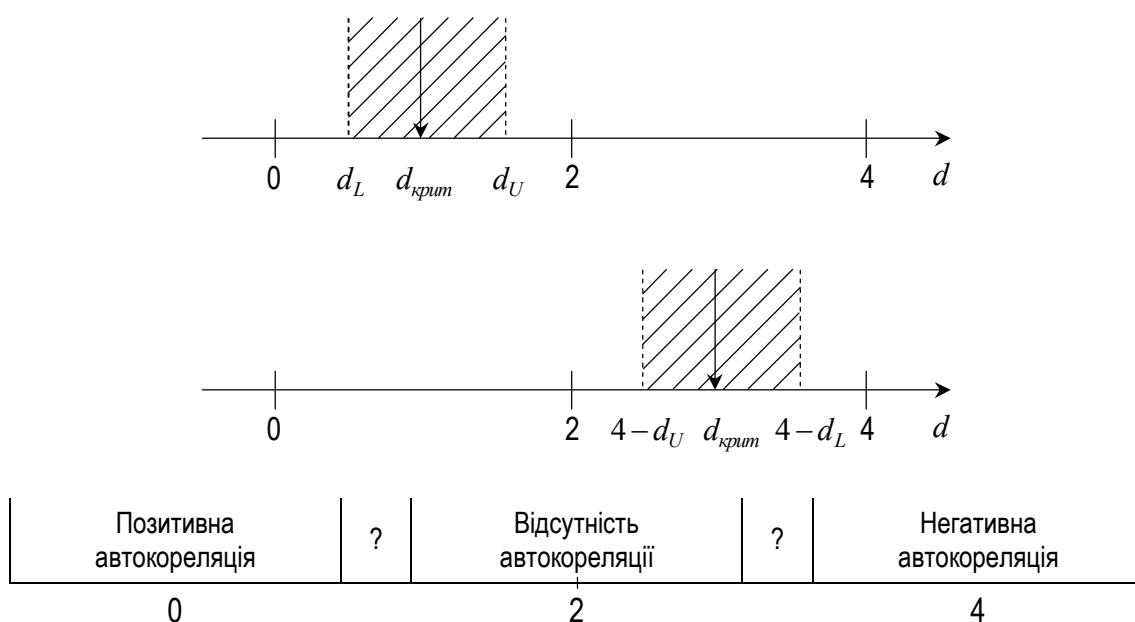 0 d_L d_крит d_U 2 4 d
0 2 4−d_U d_крит 4−d_L 4 d
Позитивна автокореляція
?
Відсутність автокореляції
?
Негативна автокореляція
0 2 4